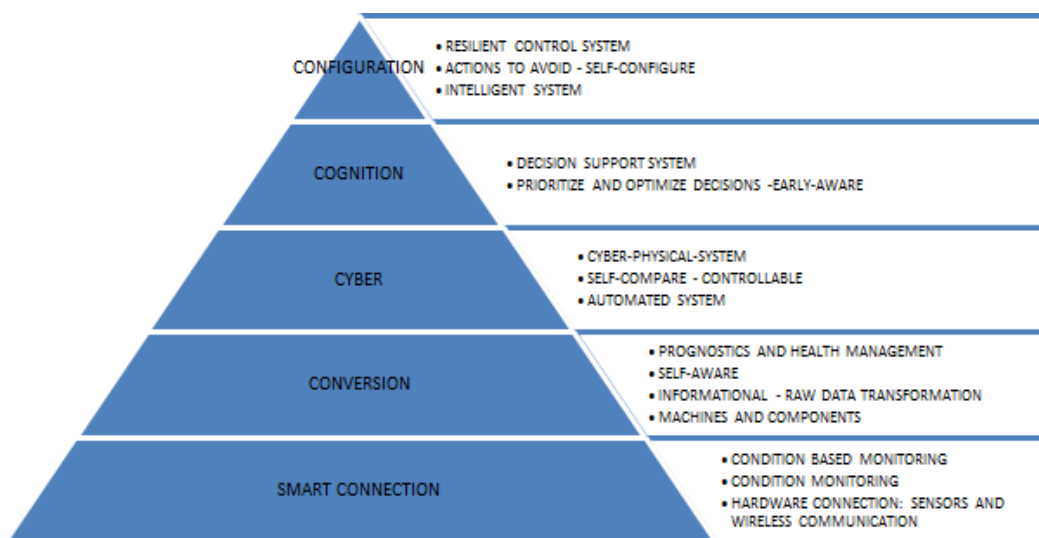 CONFIGURATION
• RESILIENT CONTROL SYSTEM
• ACTIONS TO AVOID - SELF-CONFIGURE
• INTELLIGENT SYSTEM
COGNITION
• DECISION SUPPORT SYSTEM
• PRIORITIZE AND OPTIMIZE DECISIONS -EARLY-AWARE
CYBER
• CYBER-PHYSICAL-SYSTEM
• SELF-COMPARE - CONTROLLABLE
• AUTOMATED SYSTEM
CONVERSION
• PROGNOSTICS AND HEALTH MANAGEMENT
• SELF-AWARE
• INFORMATIONAL - RAW DATA TRANSFORMATION
• MACHINES AND COMPONENTS
SMART CONNECTION
• CONDITION BASED MONITORING
• CONDITION MONITORING
• HARDWARE CONNECTION: SENSORS AND
WIRELESS COMMUNICATION